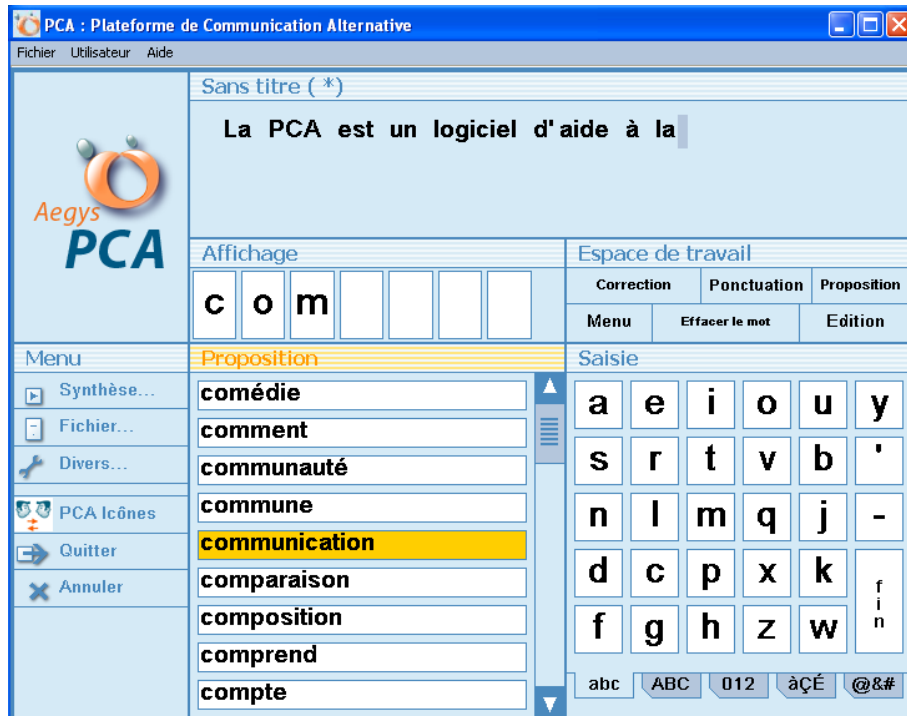 PCA : Plateforme de Communication Alternative
Fichier Utilisateur Aide
Aegys
PCA
Sans titre ( *)
La PCA est un logiciel d'aide à la
Affichage
c o m
Espace de travail
Correction Ponctuation Proposition
Menu Effacer le mot Edition
Menu
Synthèse...
Fichier...
Divers...
PCA Icônes
Quitter
Annuler
Proposition
comédie
comment
communauté
commune
communication
comparaison
composition
comprend
compte
Saisie
a e i o u y
s r t v b '
n l m q j -
d c p x k fin
f g h z w
abc ABC 012 àÇÉ @&#